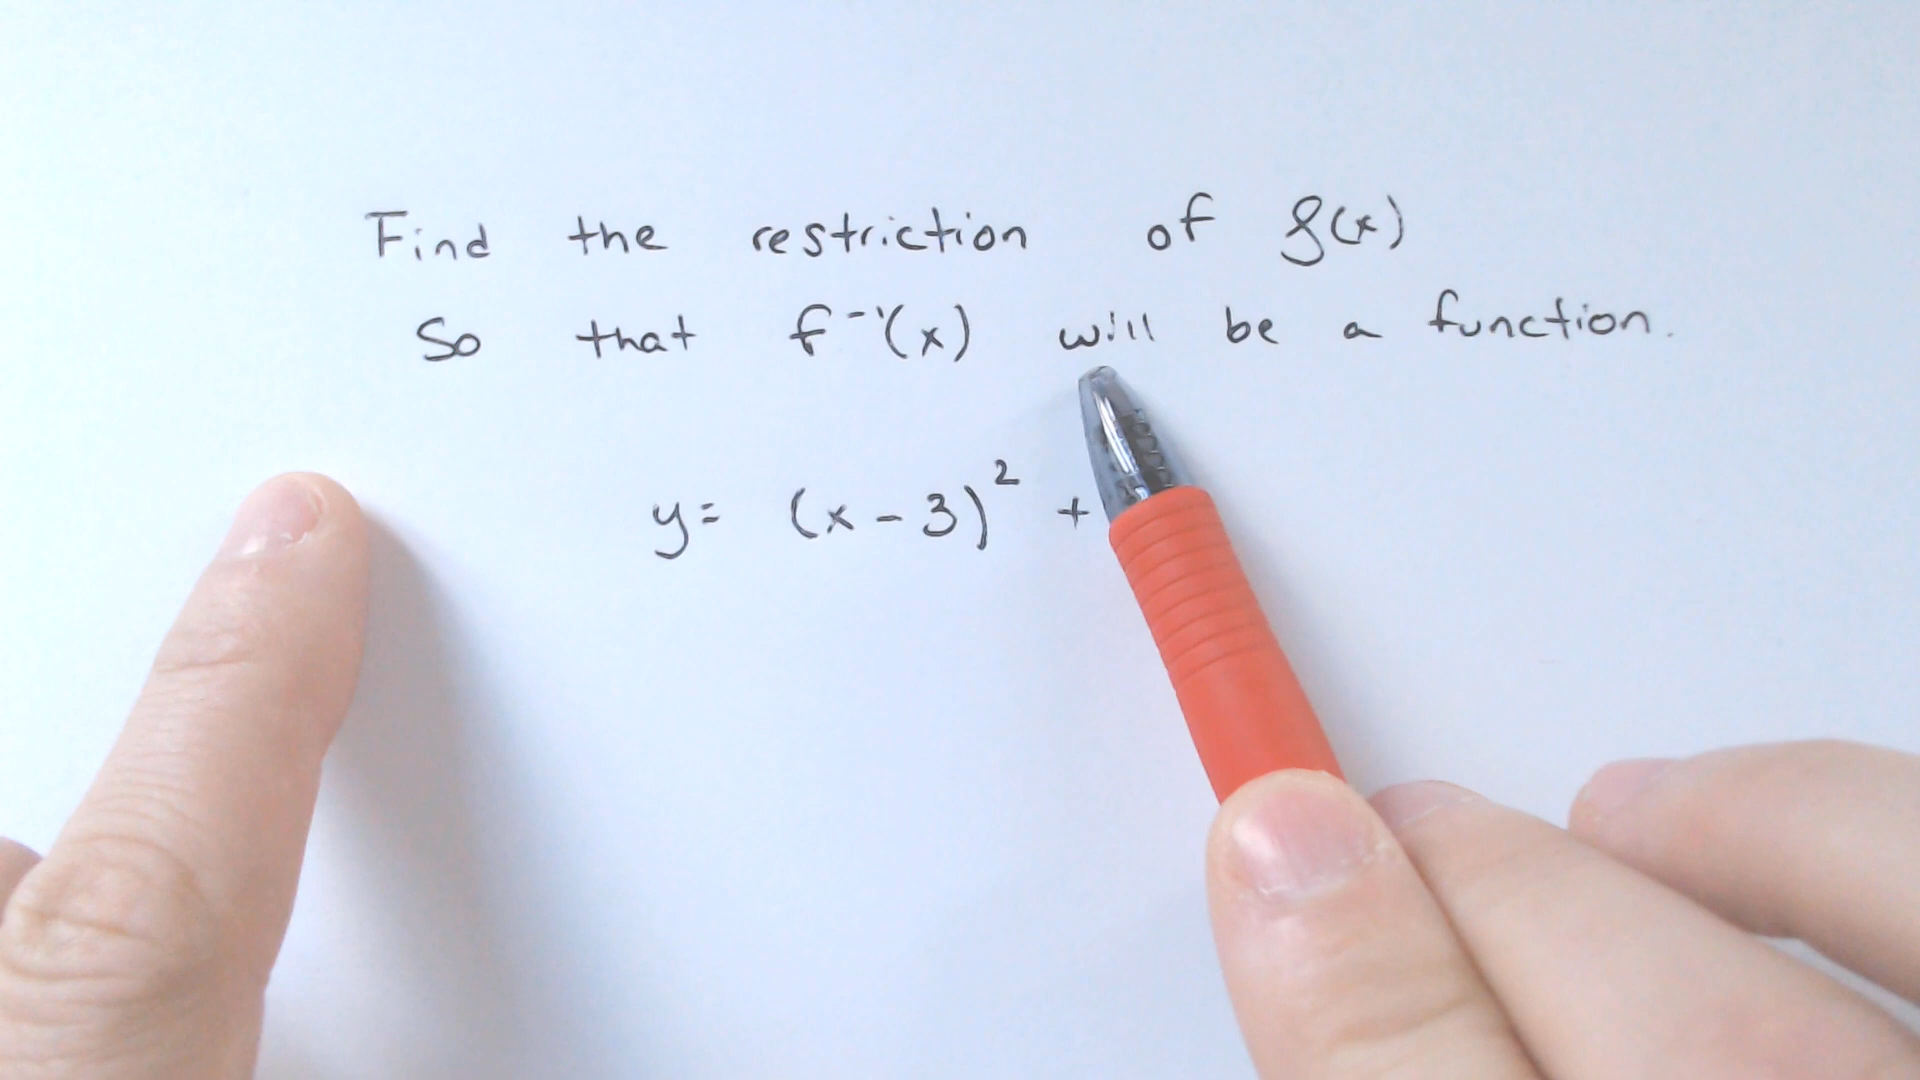 Find the restriction of f(x)
So that f⁻¹(x) will be a function.
y= (x-3)² +